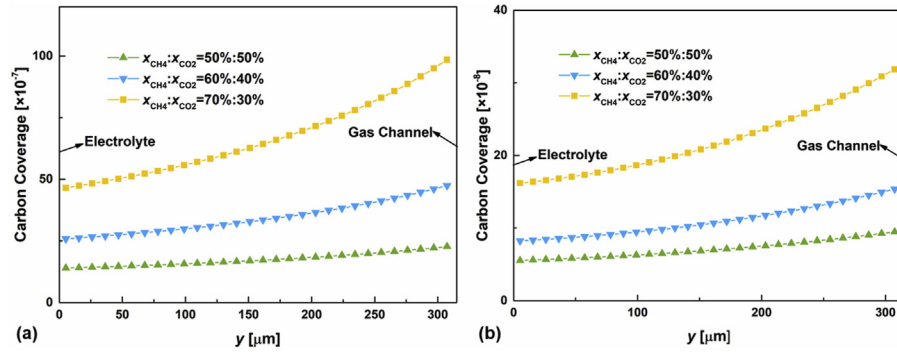 100
50
0
Carbon Coverage [×10⁻⁷]
xCH4:xCO2=50%:50%
xCH4:xCO2=60%:40%
xCH4:xCO2=70%:30%
Electrolyte
Gas Channel
0 50 100 150 200 250 300
y [μm]
(a)
40
20
0
Carbon Coverage [×10⁻⁸]
xCH4:xCO2=50%:50%
xCH4:xCO2=60%:40%
xCH4:xCO2=70%:30%
Electrolyte
Gas Channel
0 100 200 300
y [μm]
(b)